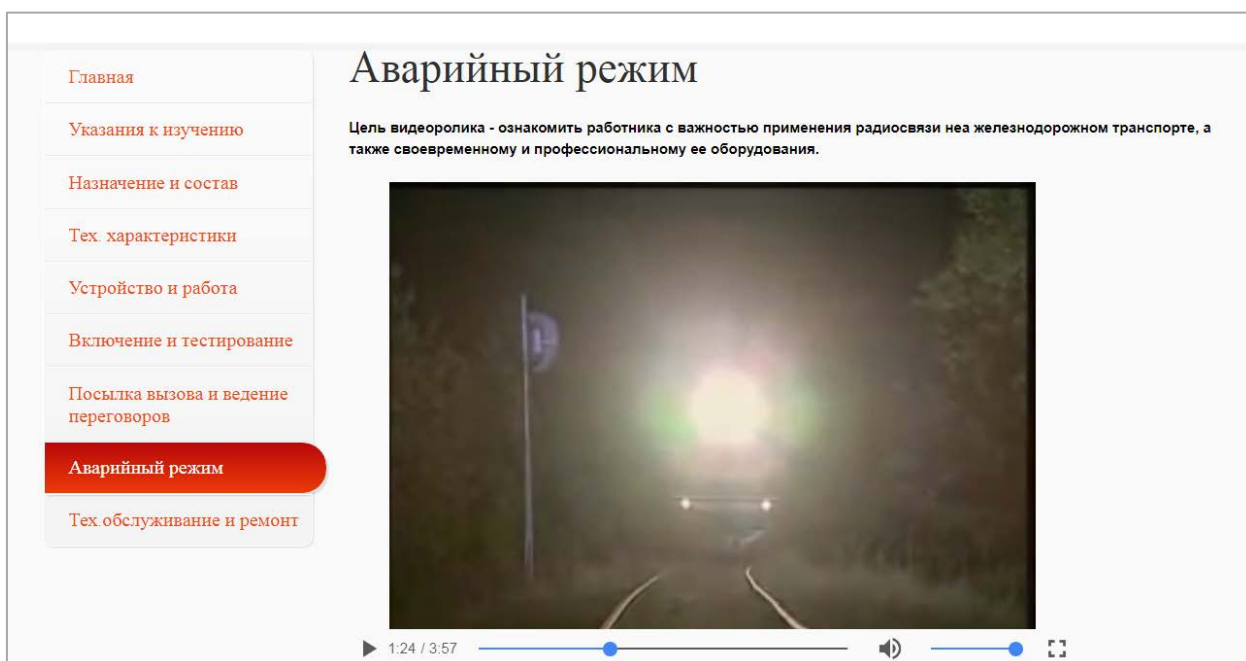 Главная
Указания к изучению
Назначение и состав
Тех. характеристики
Устройство и работа
Включение и тестирование
Посылка вызова и ведение
переговоров
Аварийный режим
Тех.обслуживание и ремонт
Аварийный режим
Цель видеоролика - ознакомить работника с важностью применения радиосвязи неа железнодорожном транспорте, а
также своевременному и профессиональному ее оборудования.
1:24 / 3:57